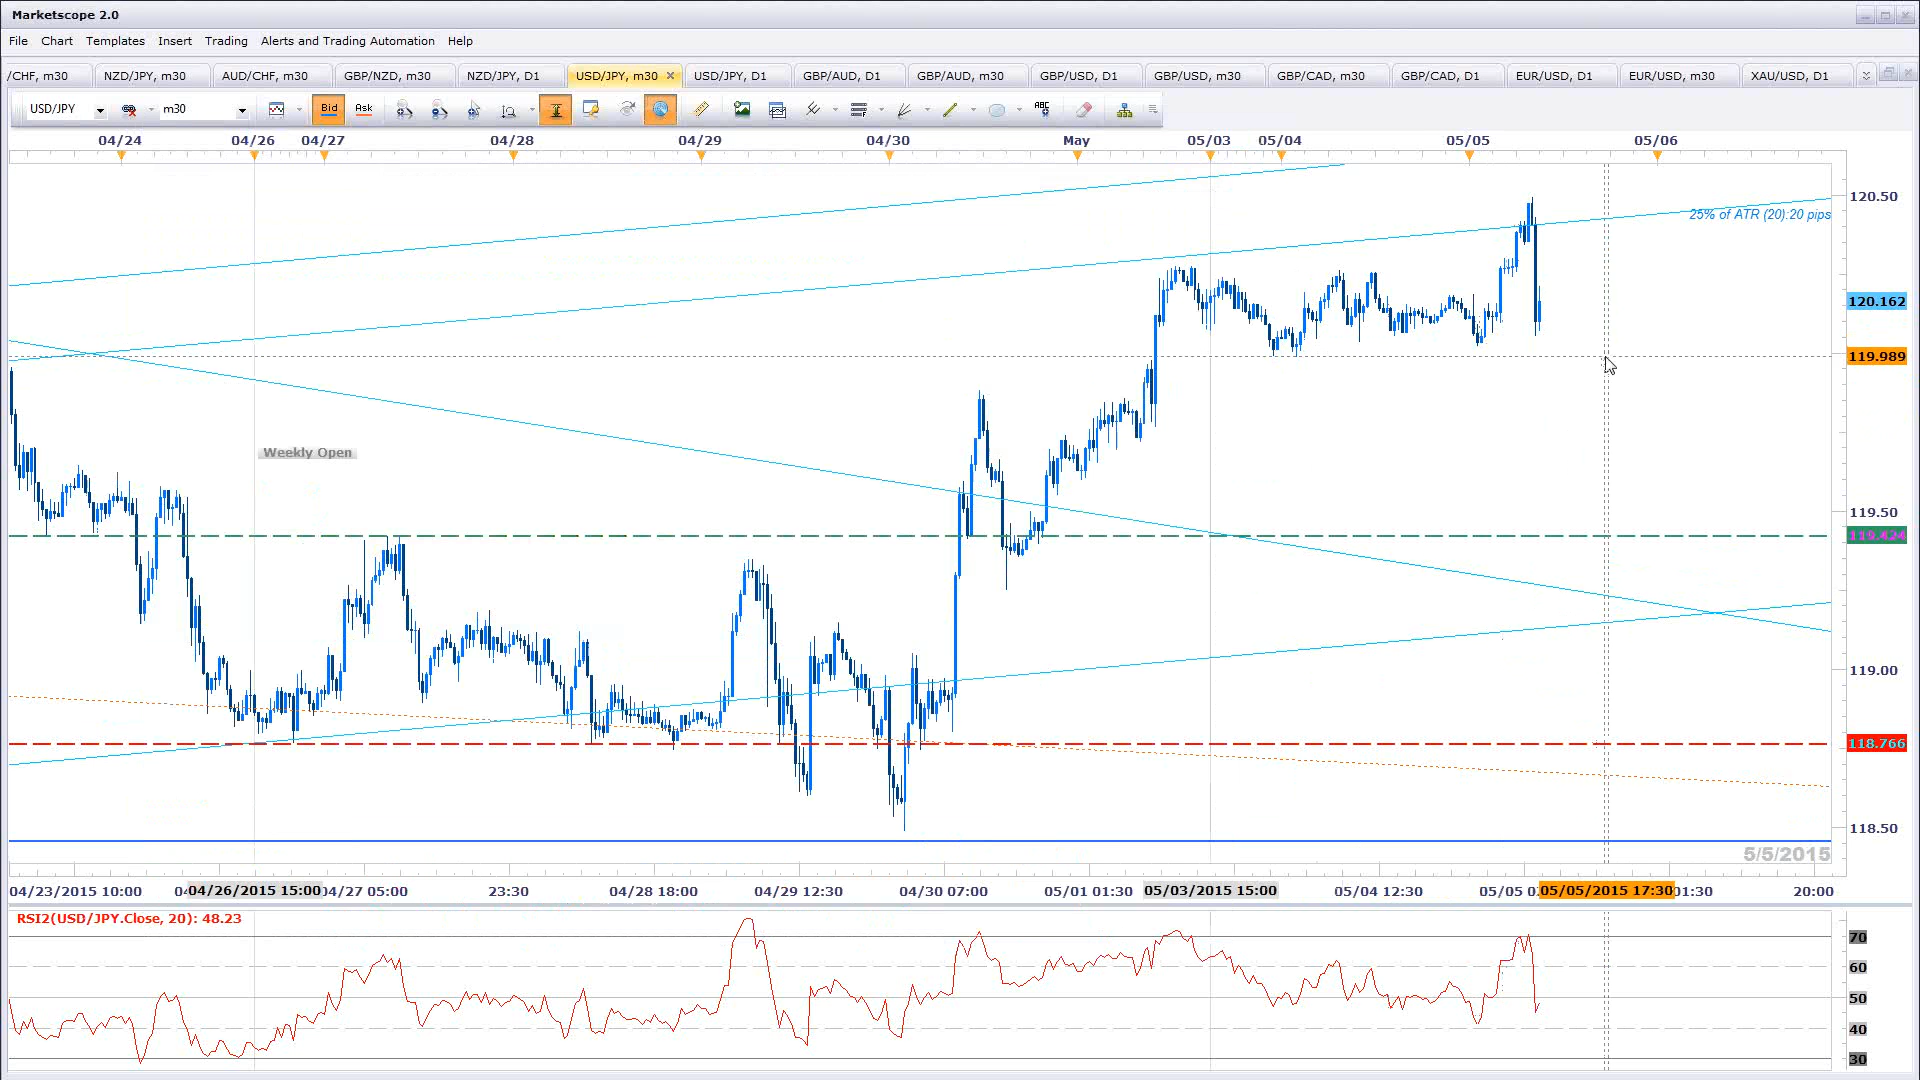 Marketscope 2.0
File Chart Templates Insert Trading Alerts and Trading Automation Help
/CHF, m30 NZD/JPY, m30 AUD/CHF, m30 GBP/NZD, m30 NZD/JPY, D1 USD/JPY, m30 USD/JPY, D1 GBP/AUD, D1 GBP/AUD, m30 GBP/USD, D1 GBP/USD, m30 GBP/CAD, m30 GBP/CAD, D1 EUR/USD, D1 EUR/USD, m30 XAU/USD, D1
USD/JPY m30 Bid Ask ABC
04/24 04/26 04/27 04/28 04/29 04/30 May 05/03 05/04 05/05 05/06
120.50
25% of ATR (20):20 pips
120.162
119.989
Weekly Open
119.50
119.424
119.00
118.766
118.50
5/5/2015
04/23/2015 10:00 04/26/2015 15:00 04/27 05:00 23:30 04/28 18:00 04/29 12:30 04/30 07:00 05/01 01:30 05/03/2015 15:00 05/04 12:30 05/05 05/05/2015 17:30 01:30 20:00
RSI2(USD/JPY.Close, 20): 48.23
70
60
50
40
30